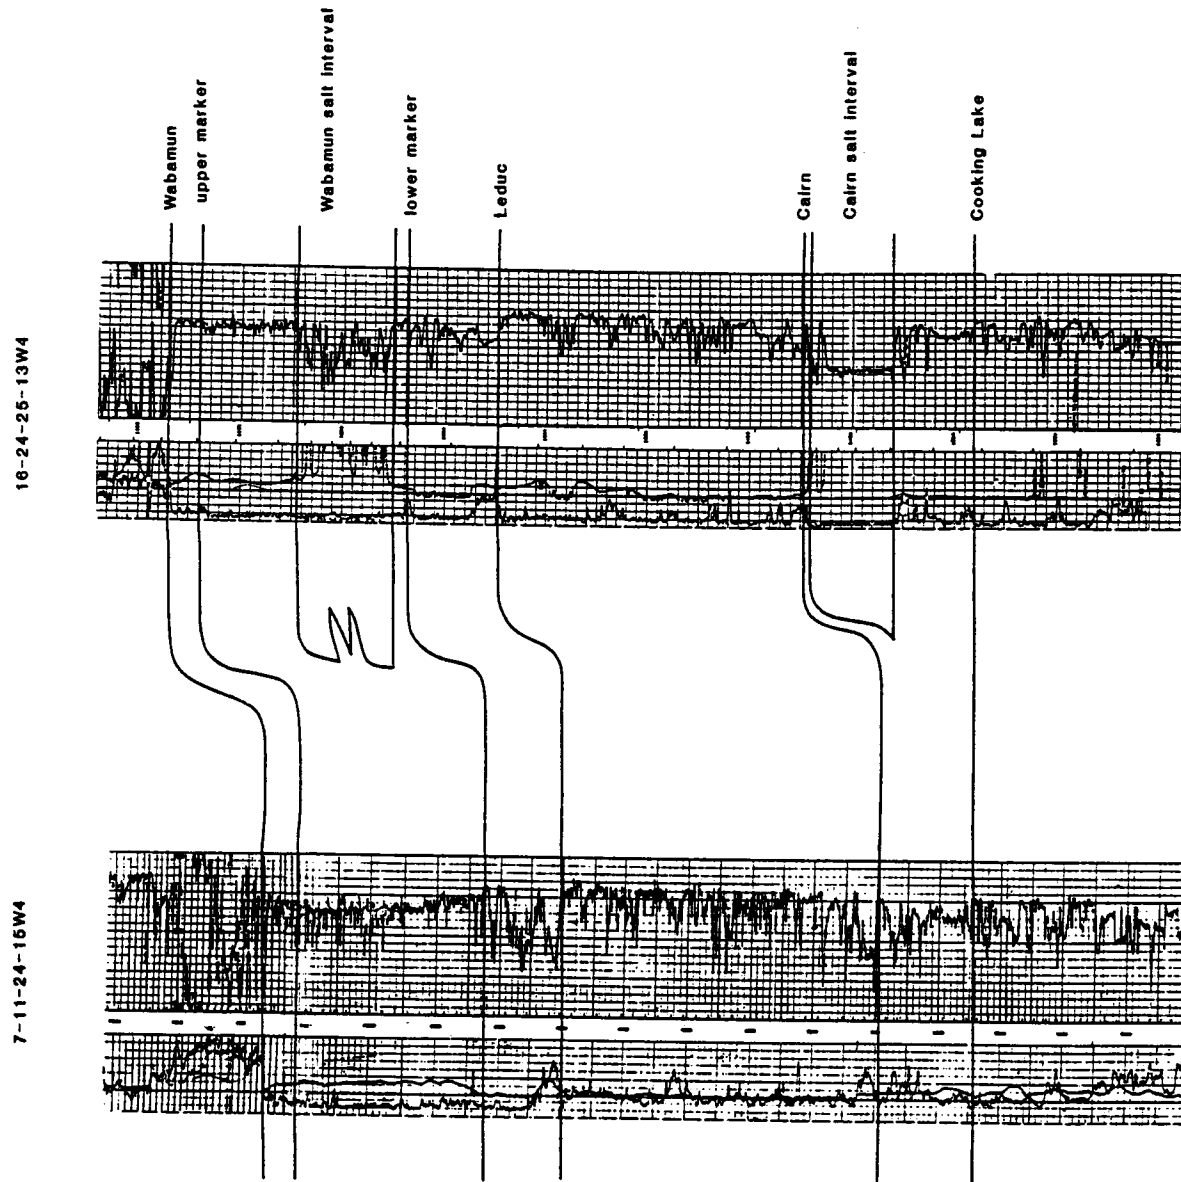 16-24-25-13W4
7-11-24-15W4
Wabamun
upper marker
Wabamun salt interval
lower marker
Leduc
Cairn
Cairn salt interval
Cooking Lake